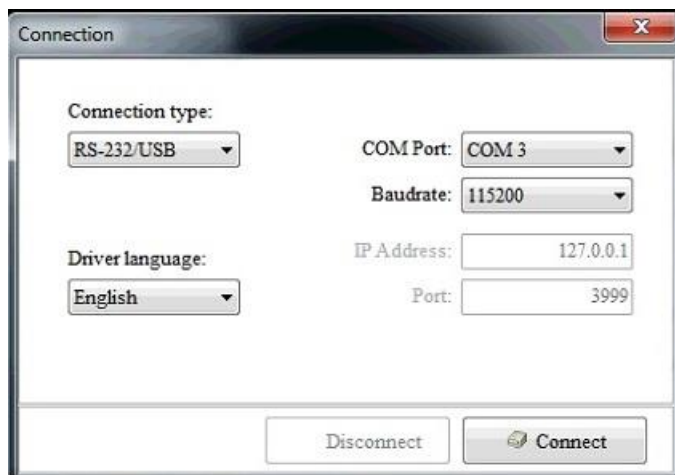 Connection
X
Connection type:
RS-232/USB
COM Port: COM 3
Baudrate: 115200
Driver language:
English
IP Address: 127.0.0.1
Port: 3999
Disconnect
Connect